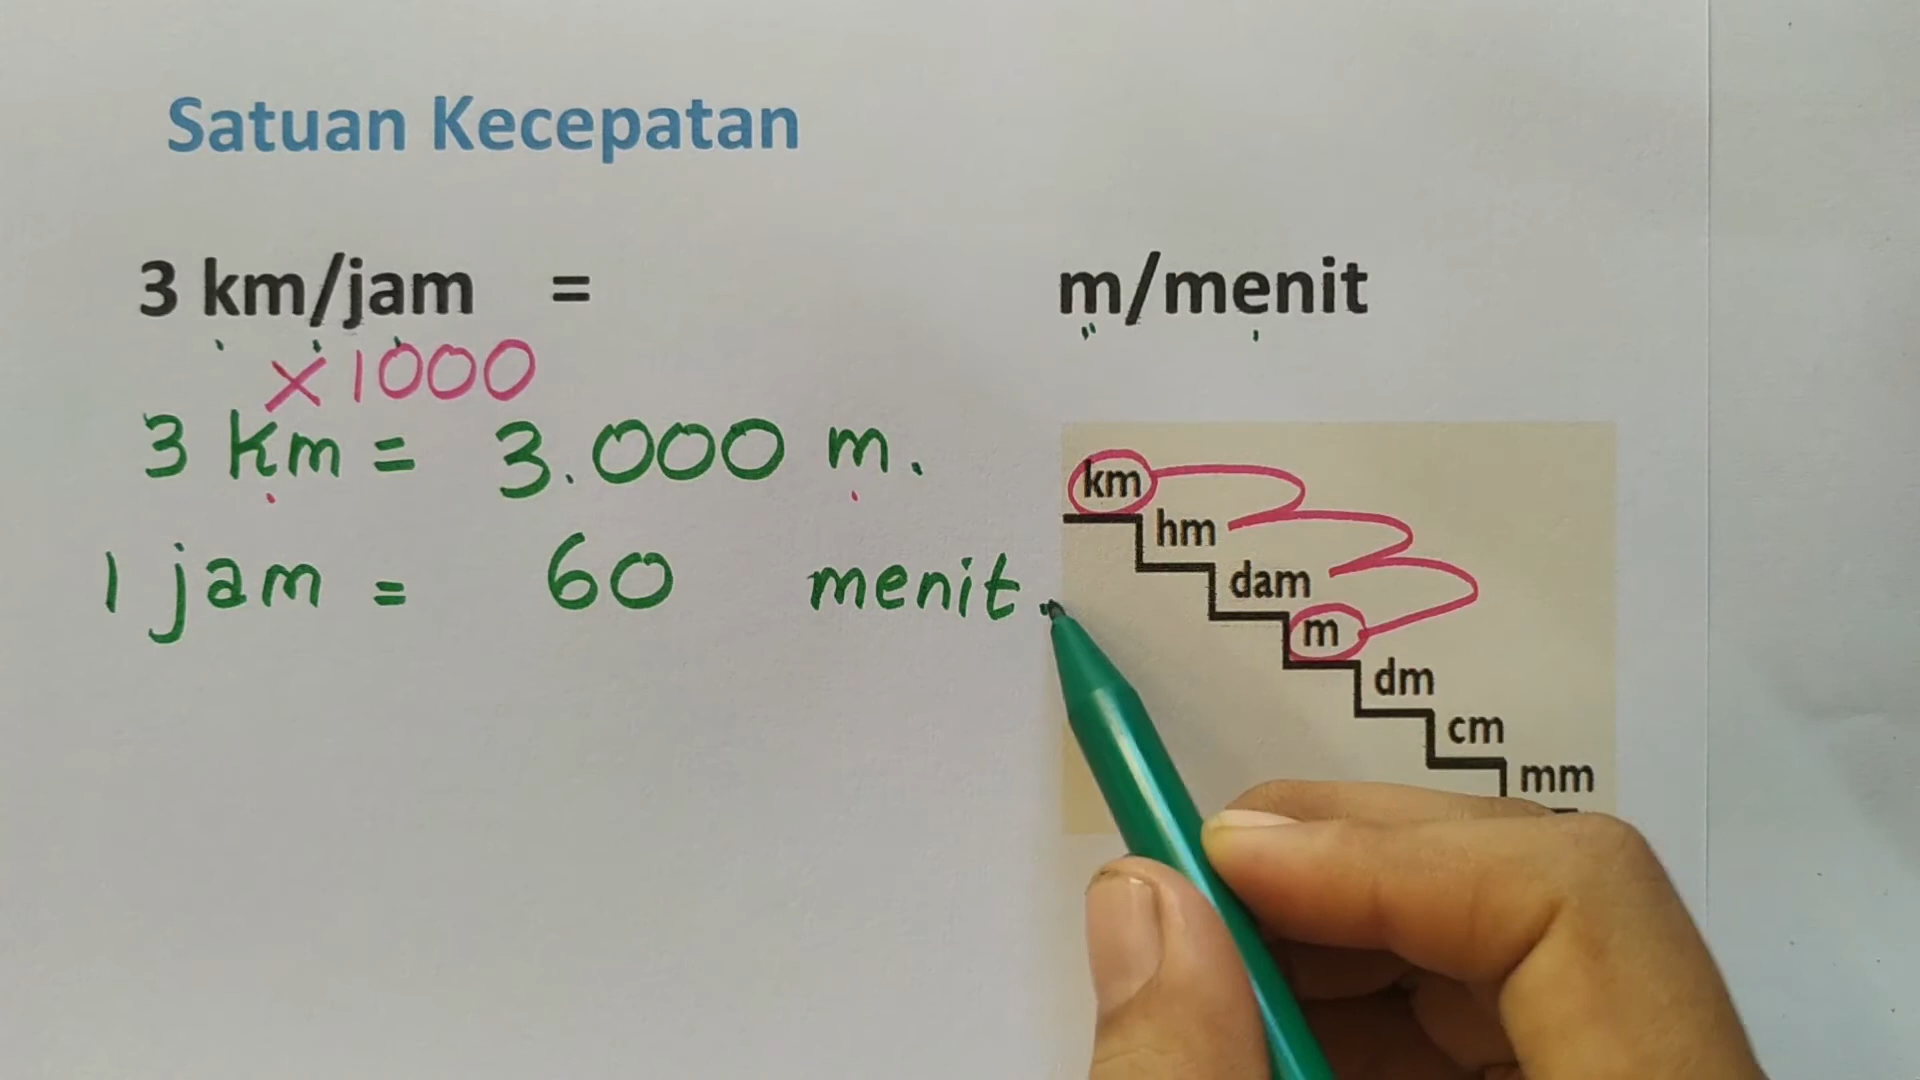 Satuan Kecepatan
3 km/jam = m/menit
×1000
3 km = 3.000 m.
1 jam = 60 menit.
km
hm
dam
m
dm
cm
mm